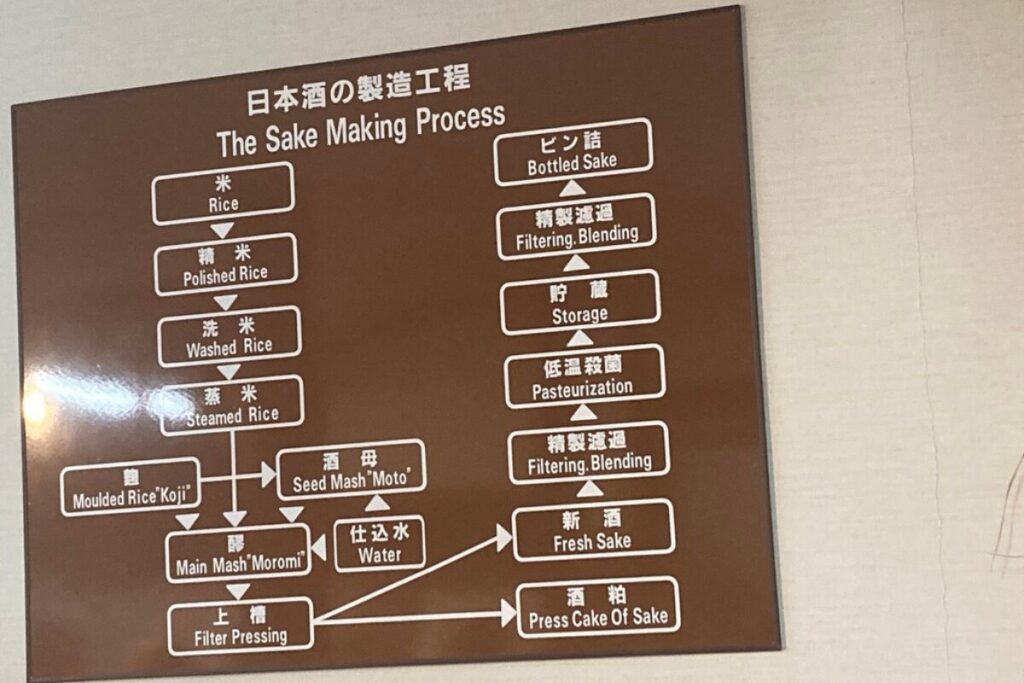 日本酒の製造工程
The Sake Making Process
米
Rice
精米
Polished Rice
洗米
Washed Rice
蒸米
Steamed Rice
麹
Moulded Rice"Koji"
酒母
Seed Mash"Moto"
仕込水
Water
醪
Main Mash"Moromi"
上槽
Filter Pressing
新酒
Fresh Sake
酒粕
Press Cake Of Sake
精製濾過
Filtering.Blending
低温殺菌
Pasteurization
貯蔵
Storage
精製濾過
Filtering.Blending
ビン詰
Bottled Sake